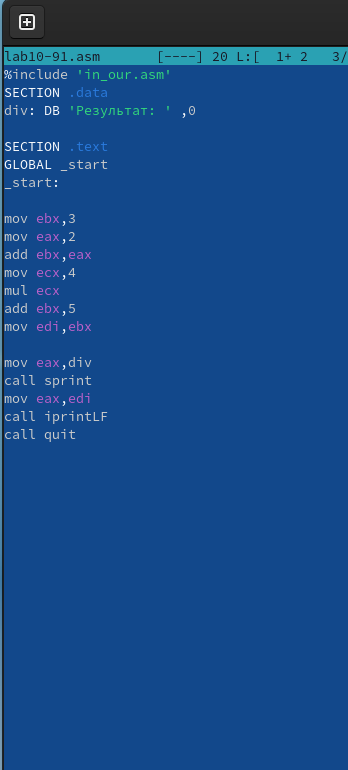 lab10-91.asm [----] 20 L:[ 1+ 2 3/
%include 'in_our.asm'
SECTION .data
div: DB 'Результат: ' ,0
SECTION .text
GLOBAL _start
_start:
mov ebx,3
mov eax,2
add ebx,eax
mov ecx,4
mul ecx
add ebx,5
mov edi,ebx
mov eax,div
call sprint
mov eax,edi
call iprintLF
call quit